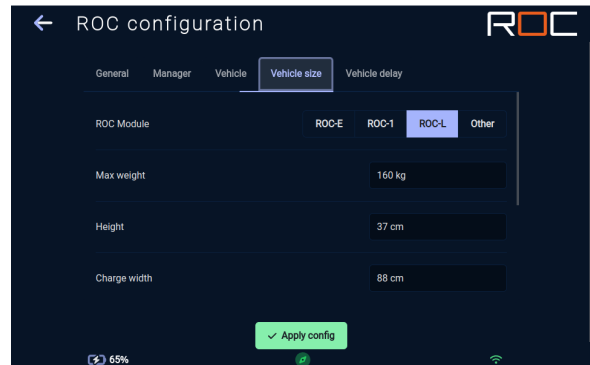 ROC configuration
ROC
General Manager Vehicle Vehicle size Vehicle delay
ROC Module ROC-E ROC-1 ROC-L Other
Max weight 160 kg
Height 37 cm
Charge width 88 cm
Apply config
65%